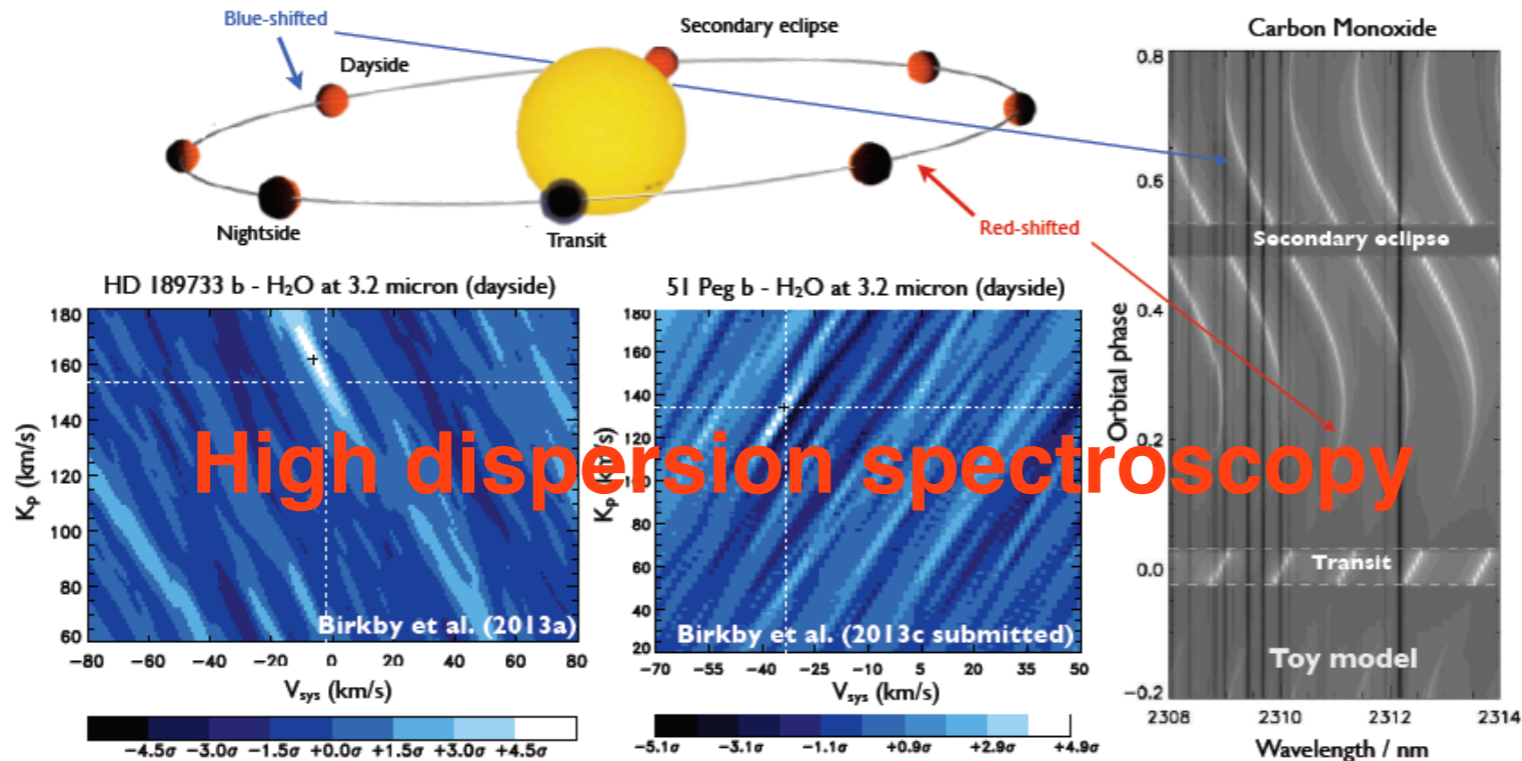 Blue-shifted
Dayside
Secondary eclipse
Nightside
Transit
Red-shifted
Carbon Monoxide
0.8
0.6
0.4
0.2
0.0
−0.2
Orbital phase
Secondary eclipse
Transit
Toy model
2308 2310 2312 2314
Wavelength / nm
HD 189733 b - H₂O at 3.2 micron (dayside)
180
160
140
120
100
80
60
Kₚ (km/s)
Birkby et al. (2013a)
−80 −60 −40 −20 0 20 40 60 80
Vsys (km/s)
−4.5σ −3.0σ −1.5σ +0.0σ +1.5σ +3.0σ +4.5σ
51 Peg b - H₂O at 3.2 micron (dayside)
180
160
140
120
80
60
40
20
Kₚ (km/s)
Birkby et al. (2013c submitted)
−70 −55 −40 −25 −10 5 20 35 50
Vsys (km/s)
−5.1σ −3.1σ −1.1σ +0.9σ +2.9σ +4.9σ
High dispersion spectroscopy